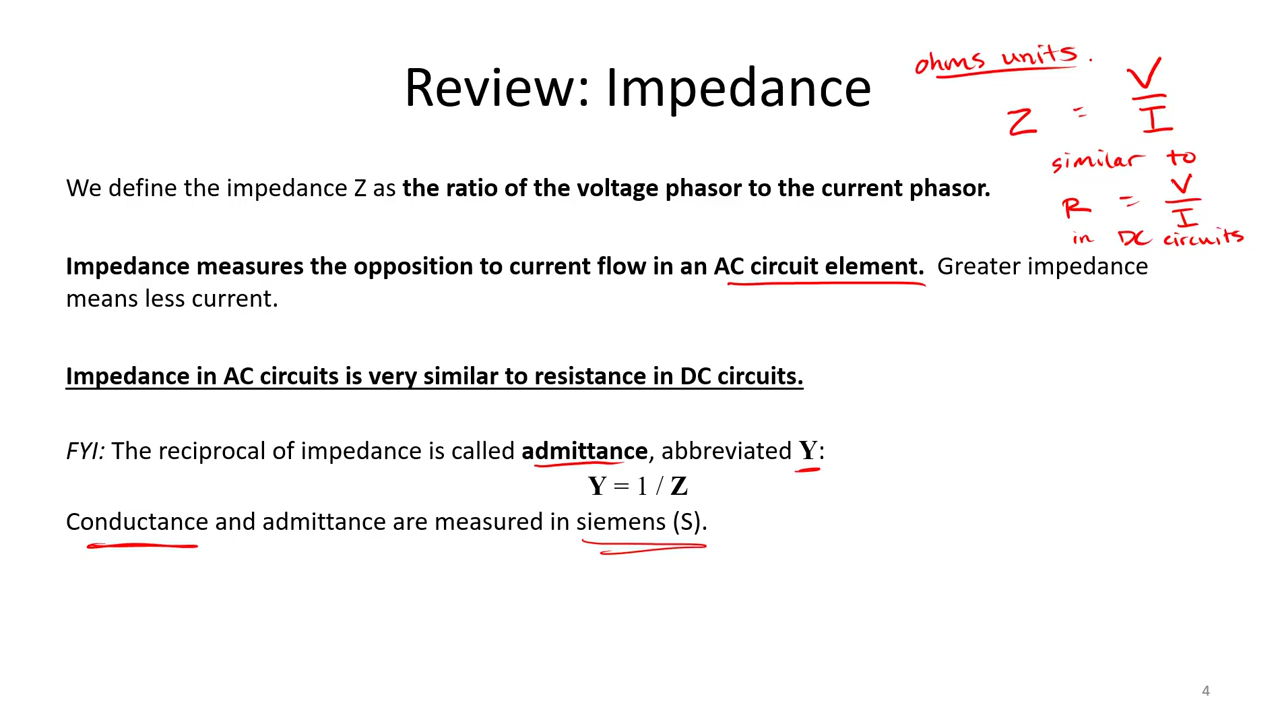 Review: Impedance
ohms units.
Z = V/I
similar to
R = V/I
in DC circuits
We define the impedance Z as the ratio of the voltage phasor to the current phasor.
Impedance measures the opposition to current flow in an AC circuit element. Greater impedance
means less current.
Impedance in AC circuits is very similar to resistance in DC circuits.
FYI: The reciprocal of impedance is called admittance, abbreviated Y:
Y = 1 / Z
Conductance and admittance are measured in siemens (S).
4